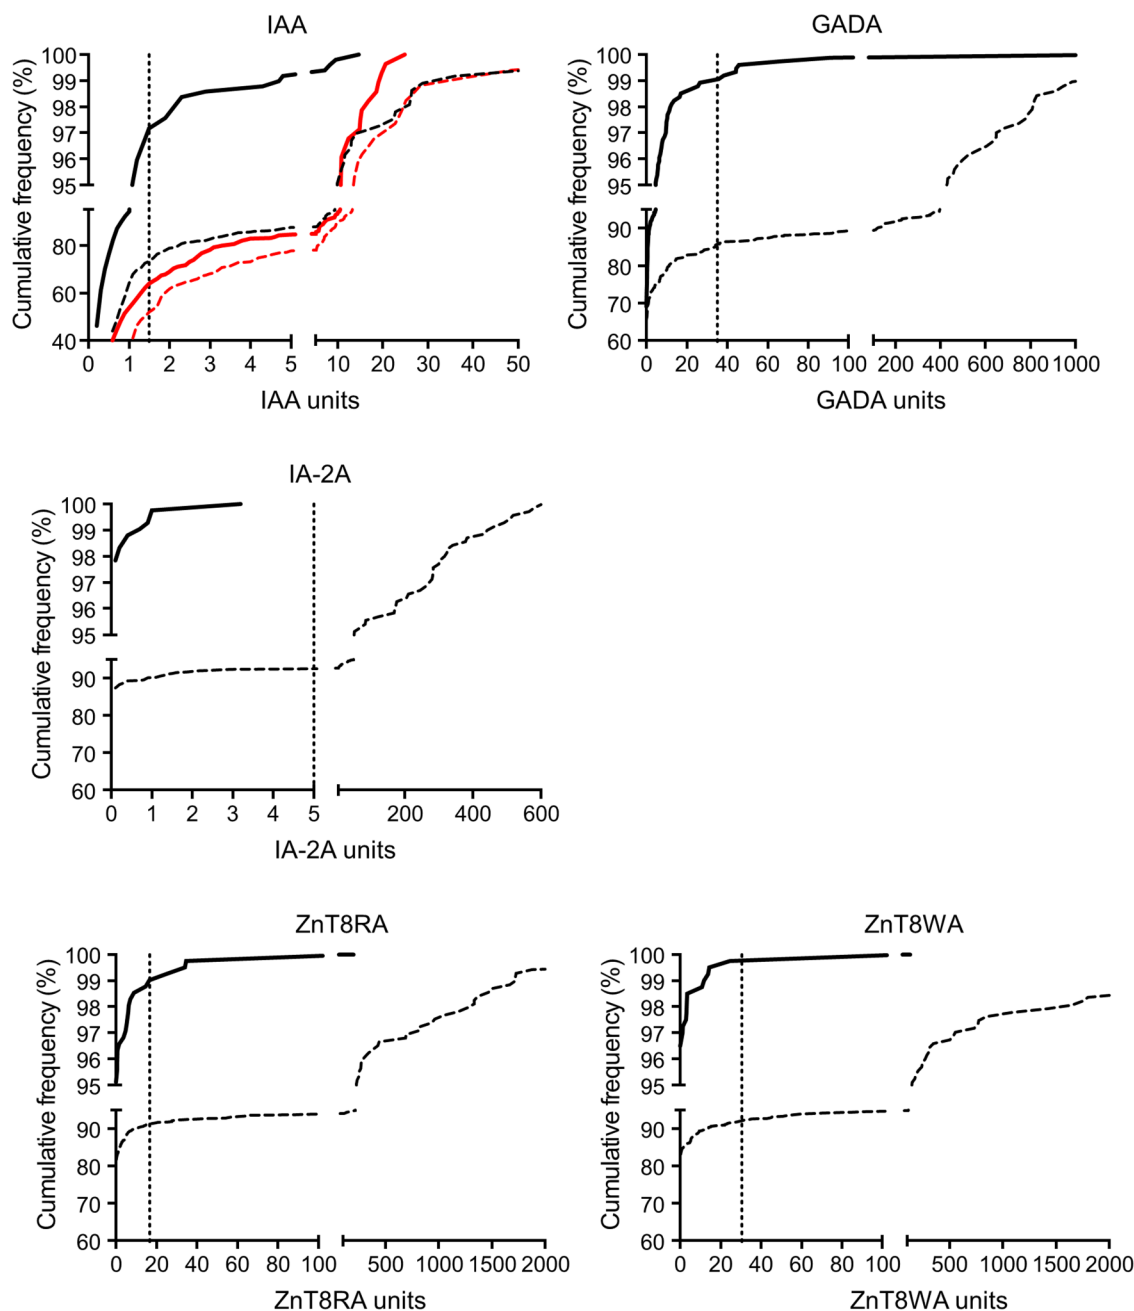 IAA
Cumulative frequency (%)
100
99
98
97
96
95
80
60
40
0 1 2 3 4 5 10 20 30 40 50
IAA units
GADA
Cumulative frequency (%)
100
99
98
97
96
95
90
80
70
60
0 20 40 60 80 100 200 400 600 800 1000
GADA units
IA-2A
Cumulative frequency (%)
100
99
98
97
96
95
90
80
70
60
0 1 2 3 4 5 200 400 600
IA-2A units
ZnT8RA
Cumulative frequency (%)
100
99
98
97
96
95
90
80
70
60
0 20 40 60 80 100 500 1000 1500 2000
ZnT8RA units
ZnT8WA
Cumulative frequency (%)
100
99
98
97
96
95
90
80
70
60
0 20 40 60 80 100 500 1000 1500 2000
ZnT8WA units